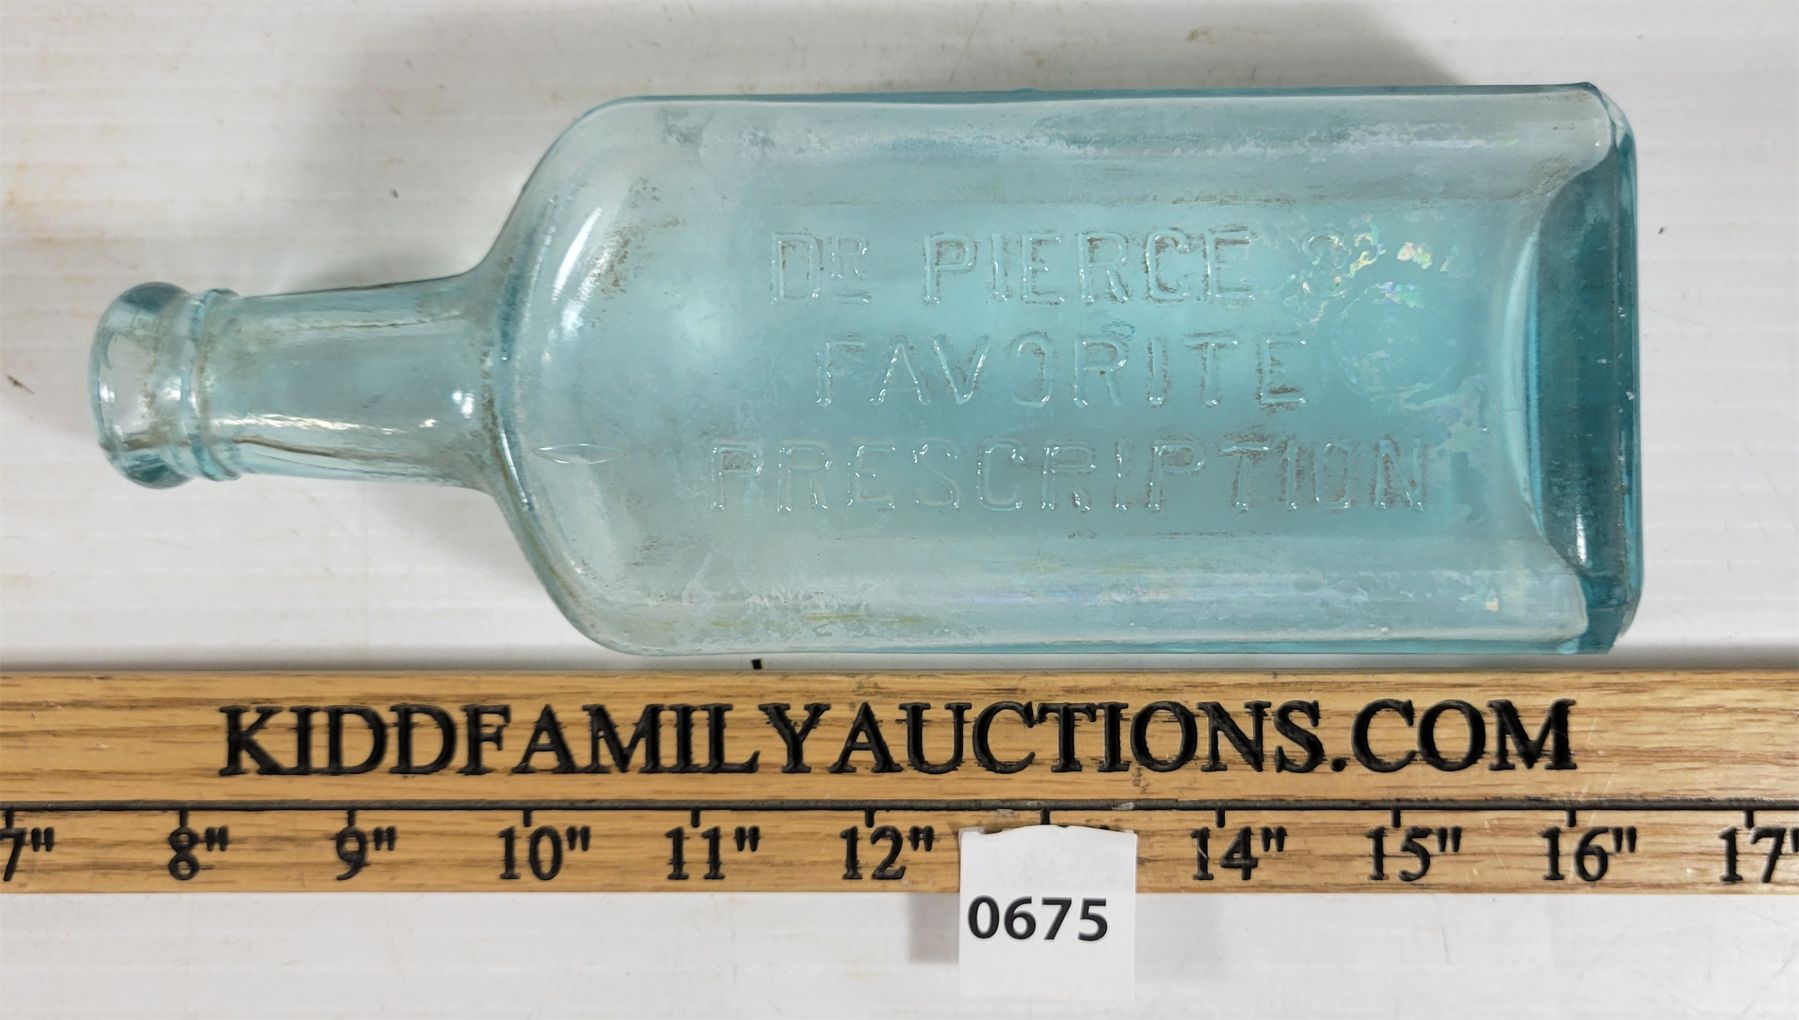 DR PIERCE'S
FAVORITE
PRESCRIPTION
KIDDFAMILYAUCTIONS.COM
7" 8" 9" 10" 11" 12" 14" 15" 16" 17"
0675